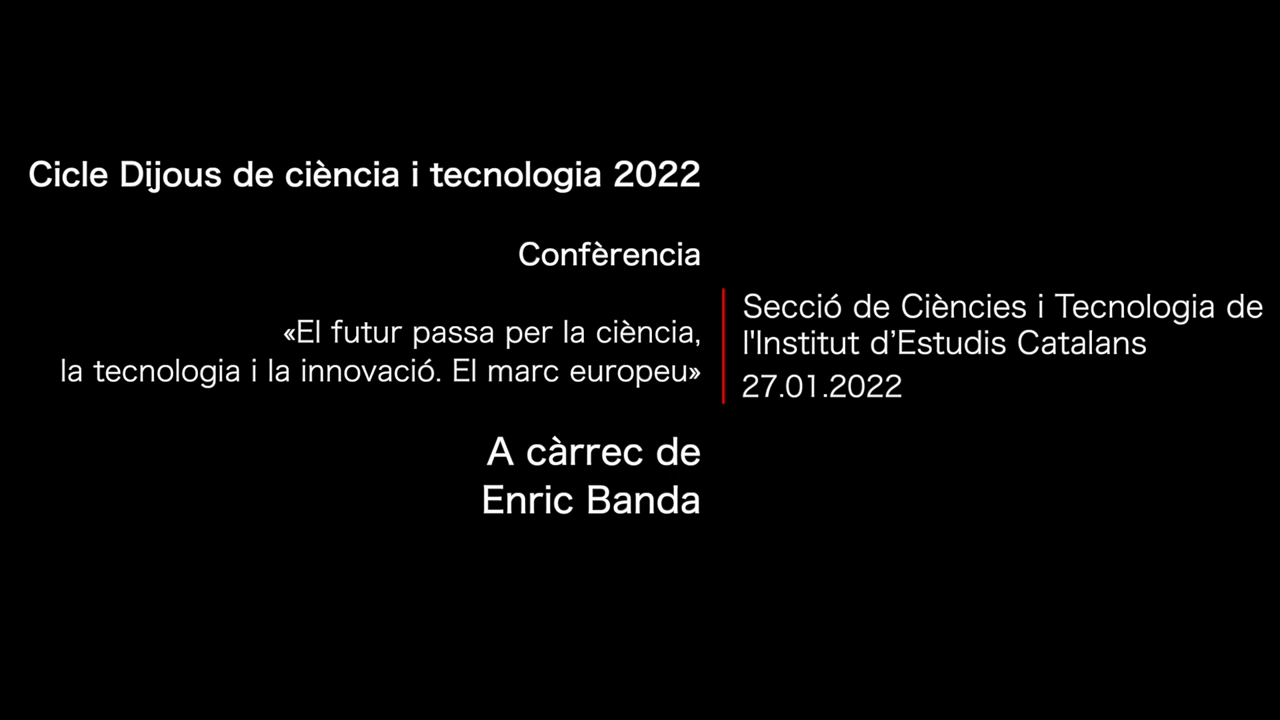 Cicle Dijous de ciència i tecnologia 2022
Confèrencia
«El futur passa per la ciència,
la tecnologia i la innovació. El marc europeu»
A càrrec de
Enric Banda
Secció de Ciències i Tecnologia de
l'Institut d’Estudis Catalans
27.01.2022